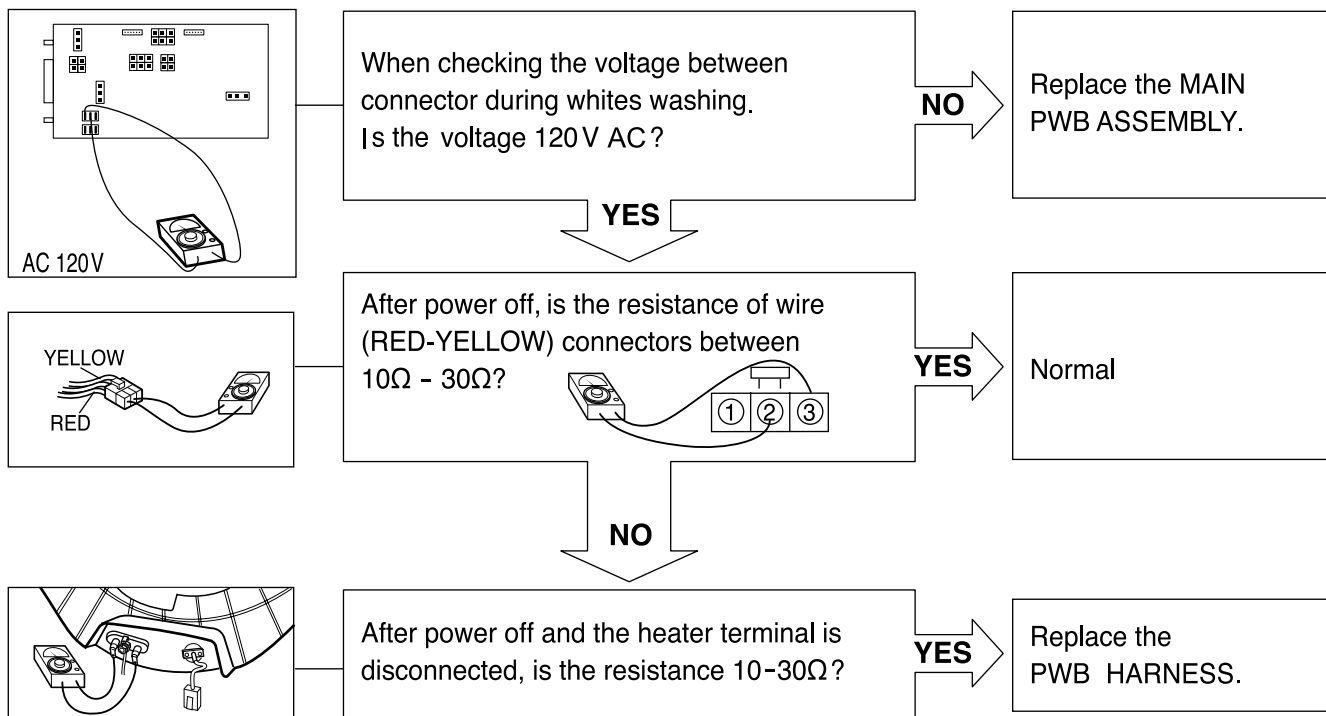 AC 120V
When checking the voltage between
connector during whites washing.
Is the voltage 120V AC?
NO
Replace the MAIN
PWB ASSEMBLY.
YES
YELLOW
RED
After power off, is the resistance of wire
(RED-YELLOW) connectors between
10Ω - 30Ω?
① ② ③
YES
Normal
NO
After power off and the heater terminal is
disconnected, is the resistance 10-30Ω?
YES
Replace the
PWB HARNESS.